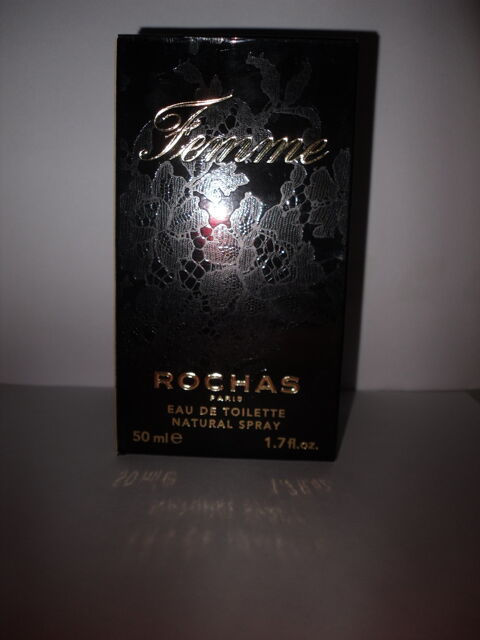 Femme
ROCHAS
PARIS
EAU DE TOILETTE
NATURAL SPRAY
50 ml e 1.7 fl.oz.